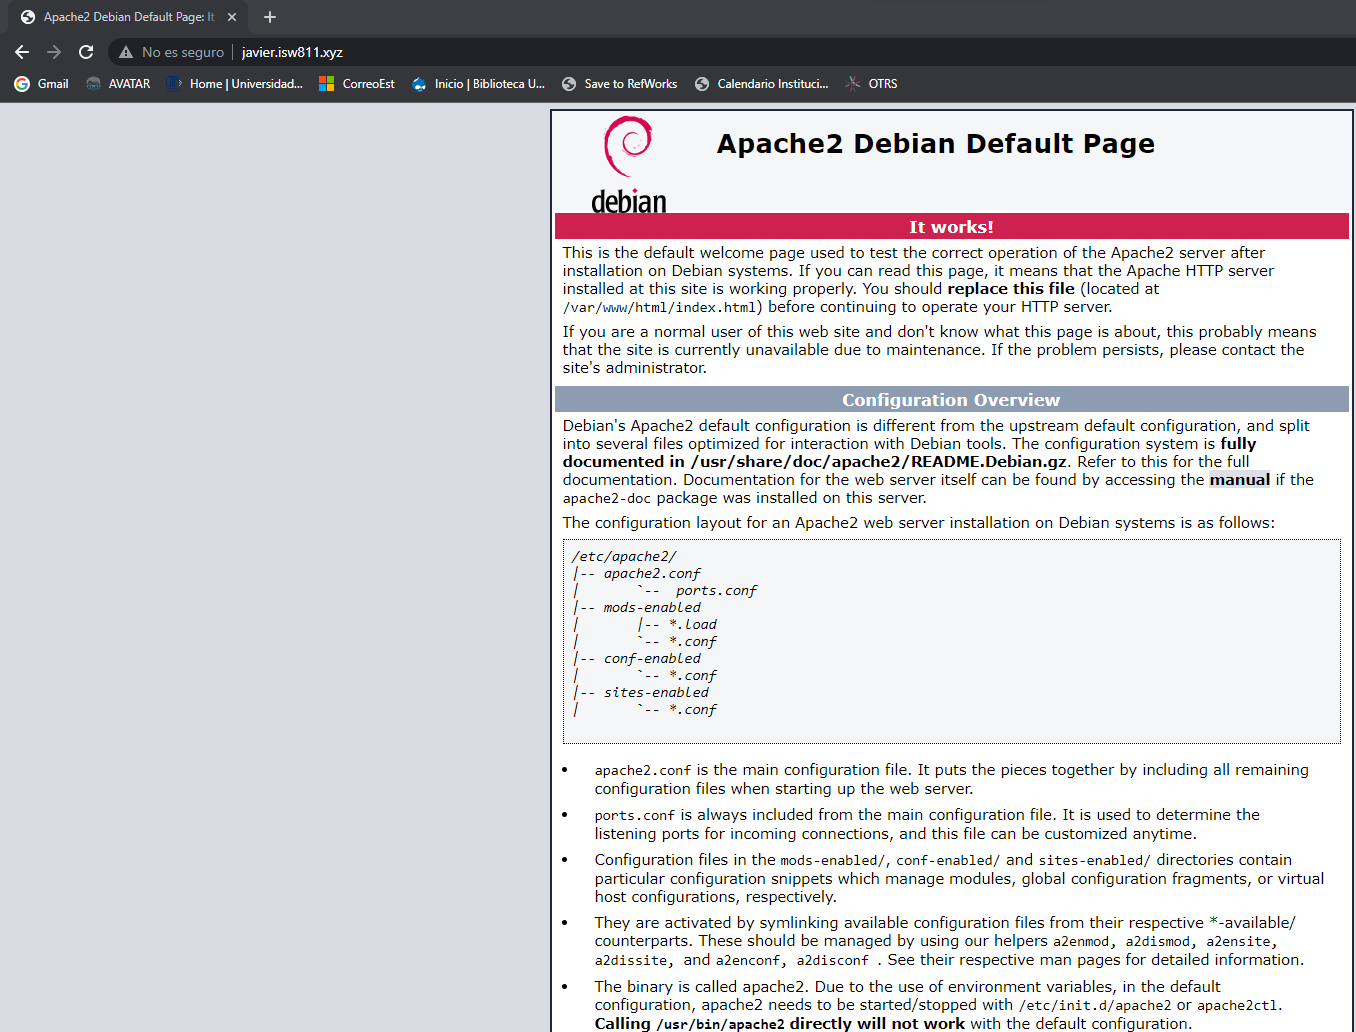 Apache2 Debian Default Page: It
No es seguro
javier.isw811.xyz
Gmail
AVATAR
Home | Universidad...
CorreoEst
Inicio | Biblioteca U...
Save to RefWorks
Calendario Instituci...
OTRS
debian
Apache2 Debian Default Page
It works!
This is the default welcome page used to test the correct operation of the Apache2 server after
installation on Debian systems. If you can read this page, it means that the Apache HTTP server
installed at this site is working properly. You should replace this file (located at
/var/www/html/index.html) before continuing to operate your HTTP server.
If you are a normal user of this web site and don't know what this page is about, this probably means
that the site is currently unavailable due to maintenance. If the problem persists, please contact the
site's administrator.
Configuration Overview
Debian's Apache2 default configuration is different from the upstream default configuration, and split
into several files optimized for interaction with Debian tools. The configuration system is fully
documented in /usr/share/doc/apache2/README.Debian.gz. Refer to this for the full
documentation. Documentation for the web server itself can be found by accessing the manual if the
apache2-doc package was installed on this server.
The configuration layout for an Apache2 web server installation on Debian systems is as follows:
/etc/apache2/
|-- apache2.conf
|       `--  ports.conf
|-- mods-enabled
|       |-- *.load
|       `-- *.conf
|-- conf-enabled
|       `-- *.conf
|-- sites-enabled
|       `-- *.conf
• apache2.conf is the main configuration file. It puts the pieces together by including all remaining
configuration files when starting up the web server.
• ports.conf is always included from the main configuration file. It is used to determine the
listening ports for incoming connections, and this file can be customized anytime.
• Configuration files in the mods-enabled/, conf-enabled/ and sites-enabled/ directories contain
particular configuration snippets which manage modules, global configuration fragments, or virtual
host configurations, respectively.
• They are activated by symlinking available configuration files from their respective *-available/
counterparts. These should be managed by using our helpers a2enmod, a2dismod, a2ensite,
a2dissite, and a2enconf, a2disconf . See their respective man pages for detailed information.
• The binary is called apache2. Due to the use of environment variables, in the default
configuration, apache2 needs to be started/stopped with /etc/init.d/apache2 or apache2ctl.
Calling /usr/bin/apache2 directly will not work with the default configuration.